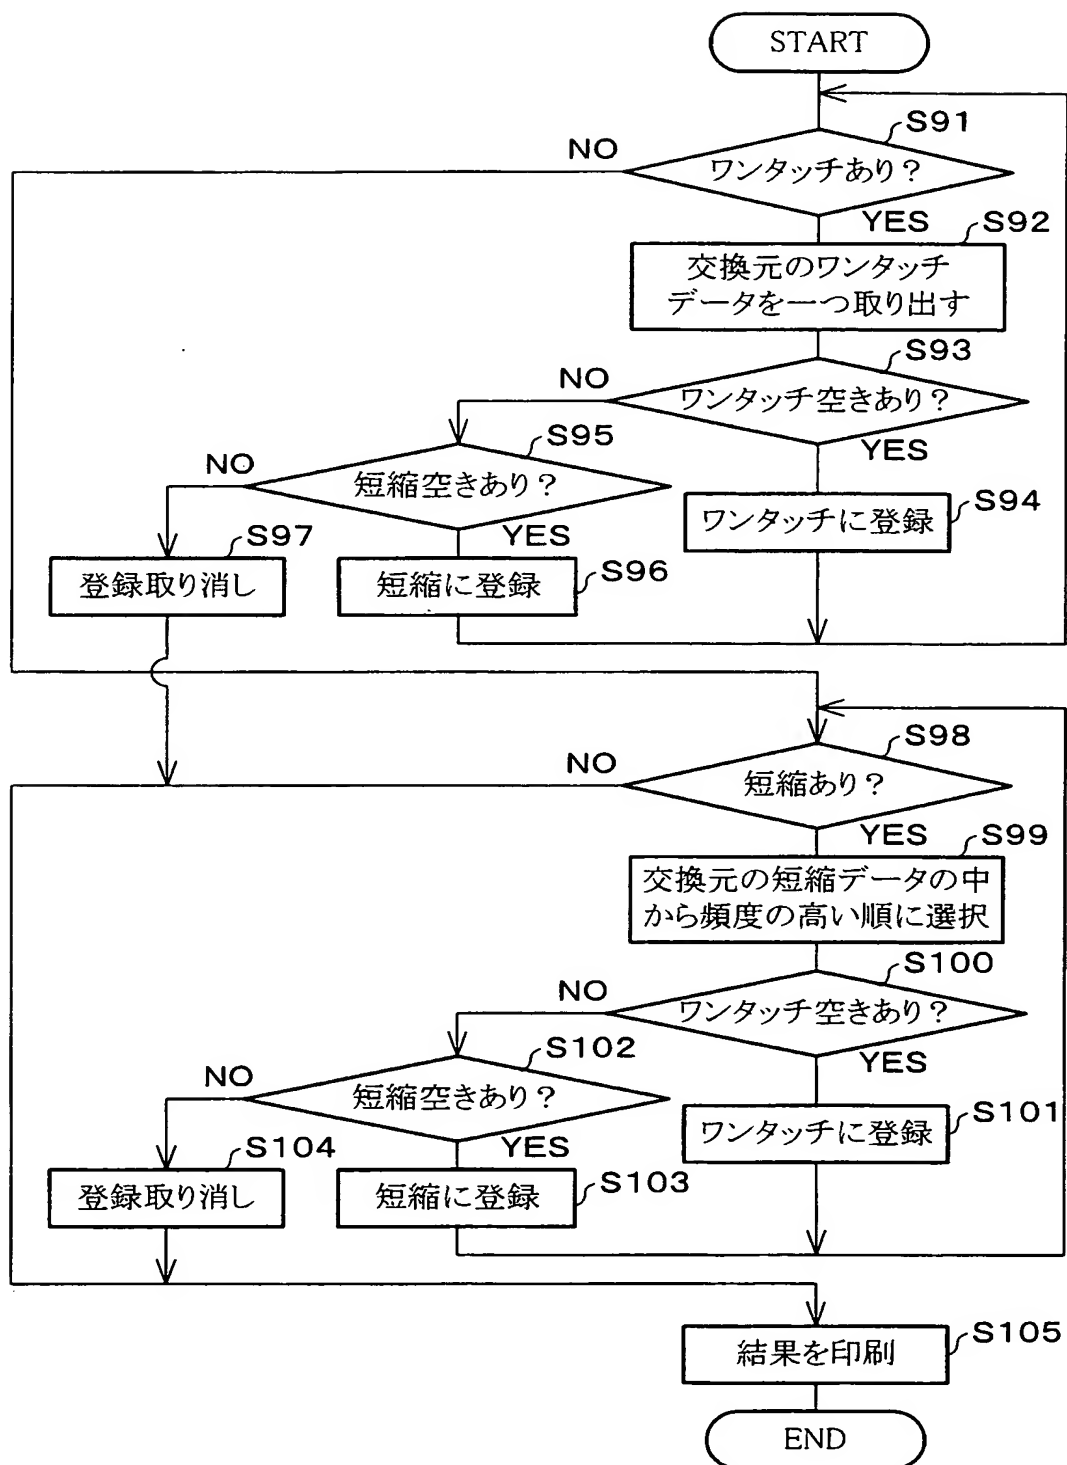 START
S91
NO
ワンタッチあり?
YES
S92
交換元のワンタッチ
データを一つ取り出す
S93
NO
ワンタッチ空きあり?
S95
YES
NO
短縮空きあり?
S94
ワンタッチに登録
S97
YES
登録取り消し
短縮に登録
S96
S98
NO
短縮あり?
YES
S99
交換元の短縮データの中
から頻度の高い順に選択
S100
NO
ワンタッチ空きあり?
S102
YES
NO
短縮空きあり?
S101
ワンタッチに登録
S104
YES
登録取り消し
短縮に登録
S103
S105
結果を印刷
END